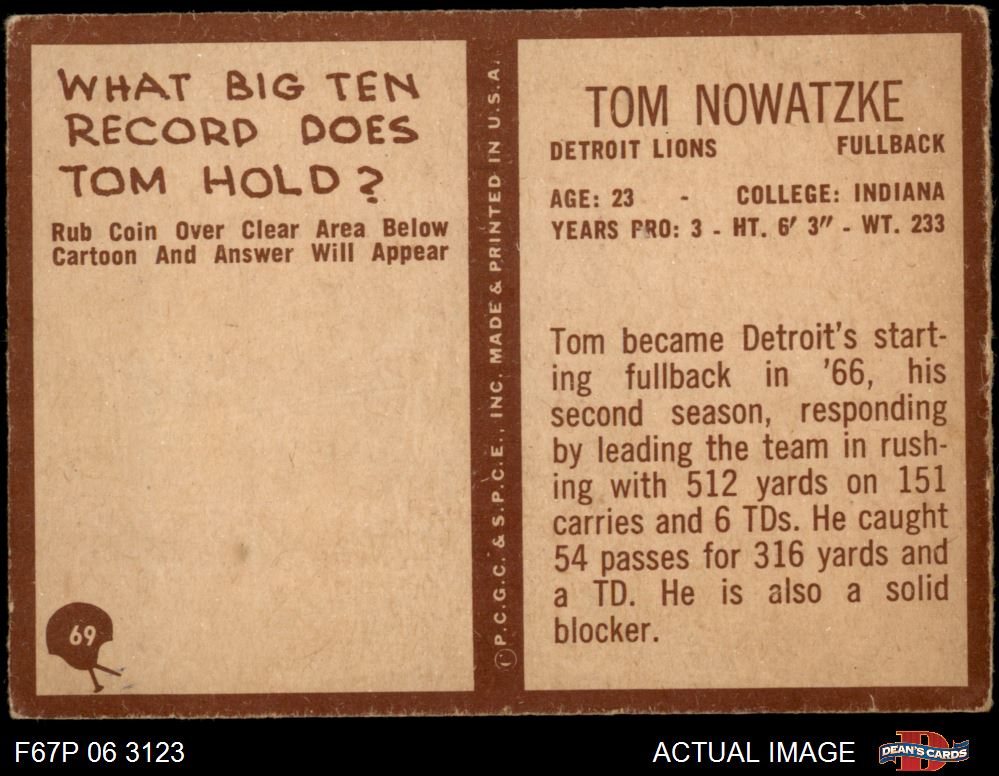 WHAT BIG TEN
RECORD DOES
TOM HOLD?
Rub Coin Over Clear Area Below
Cartoon And Answer Will Appear
69
© P.C.G.C. & S.P.C.E., INC. MADE & PRINTED IN U.S.A.
TOM NOWATZKE
DETROIT LIONS FULLBACK
AGE: 23 - COLLEGE: INDIANA
YEARS PRO: 3 - HT. 6′ 3″ - WT. 233
Tom became Detroit's start-
ing fullback in '66, his
second season, responding
by leading the team in rush-
ing with 512 yards on 151
carries and 6 TDs. He caught
54 passes for 316 yards and
a TD. He is also a solid
blocker.
F67P 06 3123
ACTUAL IMAGE
D
DEAN'S CARDS